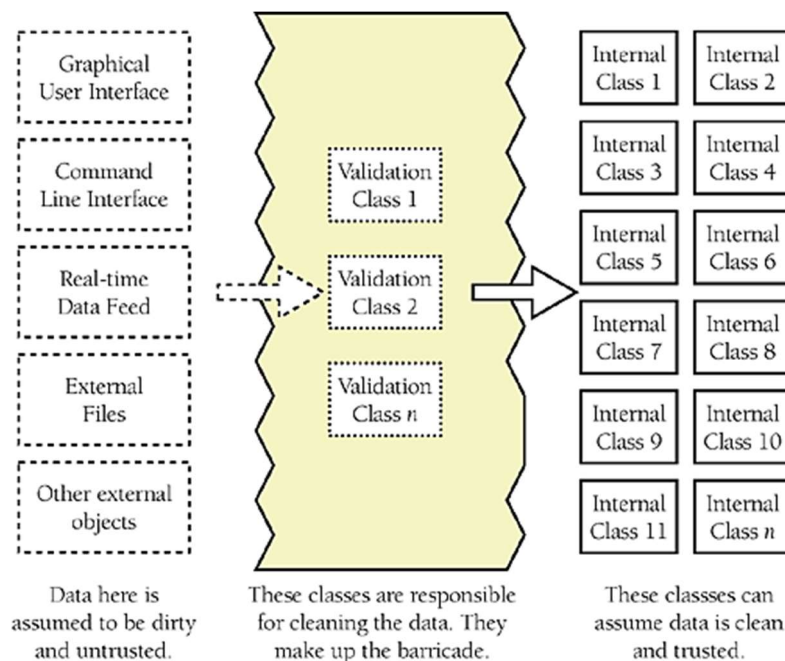 Graphical
User Interface
Command
Line Interface
Real-time
Data Feed
External
Files
Other external
objects
Data here is
assumed to be dirty
and untrusted.
Validation
Class 1
Validation
Class 2
Validation
Class n
These classes are responsible
for cleaning the data. They
make up the barricade.
Internal
Class 1
Internal
Class 2
Internal
Class 3
Internal
Class 4
Internal
Class 5
Internal
Class 6
Internal
Class 7
Internal
Class 8
Internal
Class 9
Internal
Class 10
Internal
Class 11
Internal
Class n
These classses can
assume data is clean
and trusted.